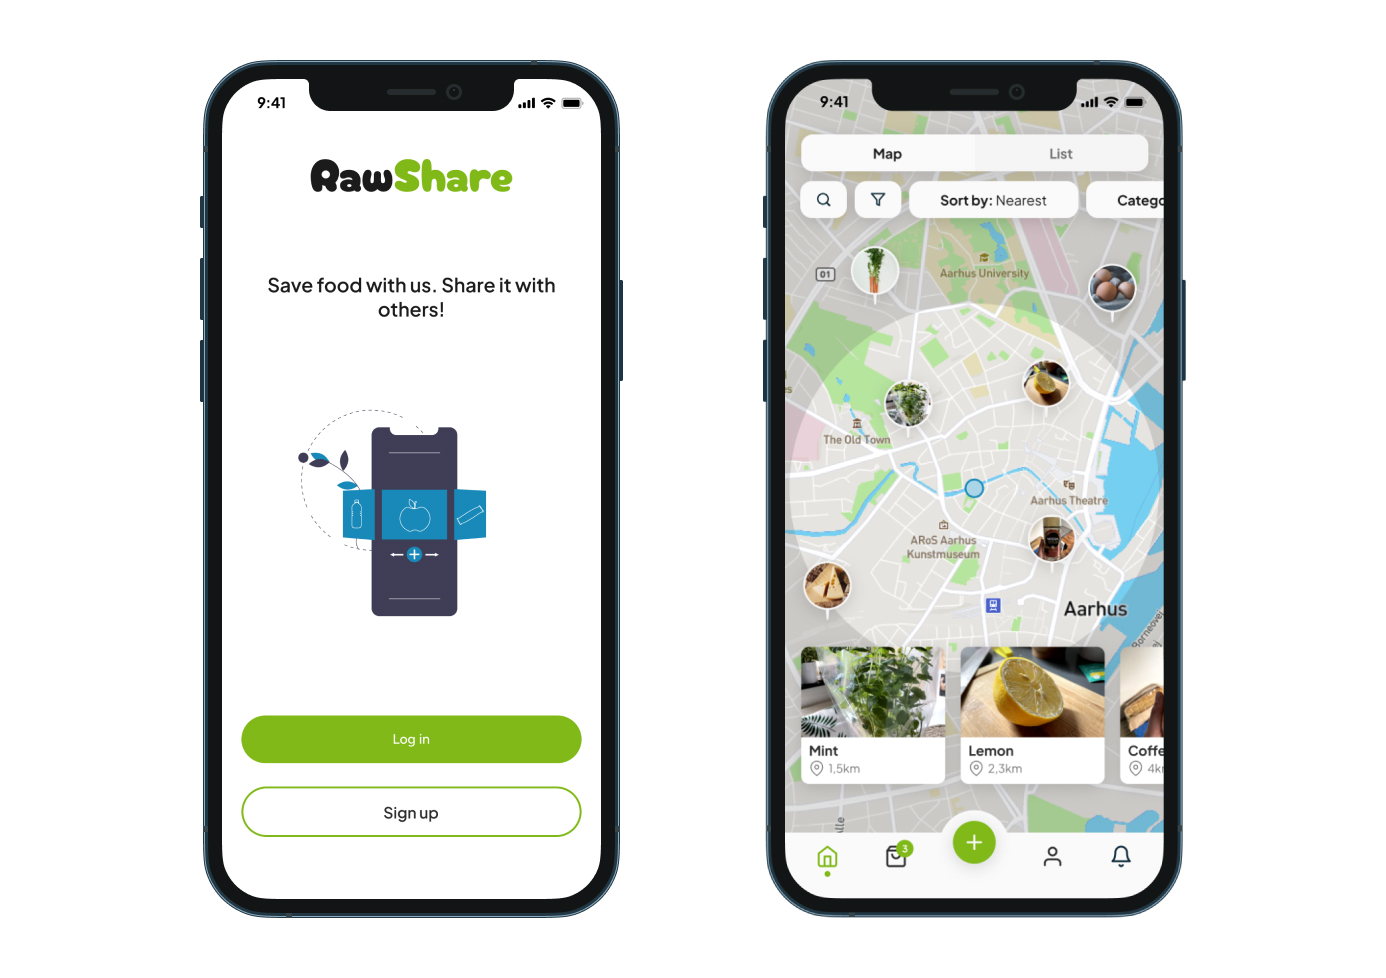 9:41
RawShare
Save food with us. Share it with
others!
Log in
Sign up
9:41
Map
List
Sort by: Nearest
Catego
01
Aarhus University
The Old Town
Aarhus Theatre
ARoS Aarhus
Kunstmuseum
Aarhus
Mint
1,5km
Lemon
2,3km
Coffe
4k
3